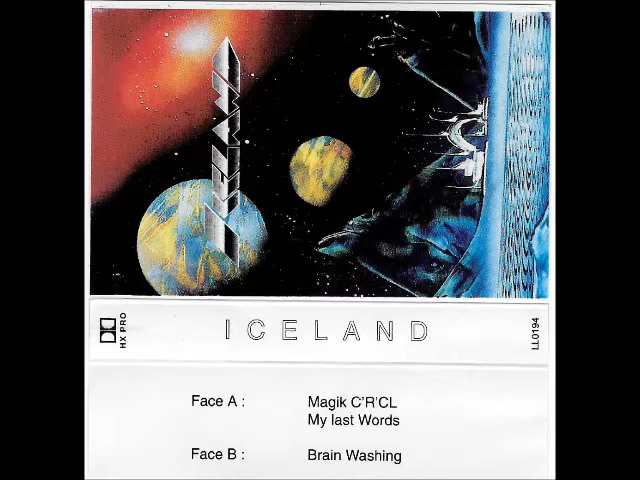 ICELAND
HX PRO
ICELAND
LL0194
Face A : Magik C'R'CL
My last Words
Face B : Brain Washing